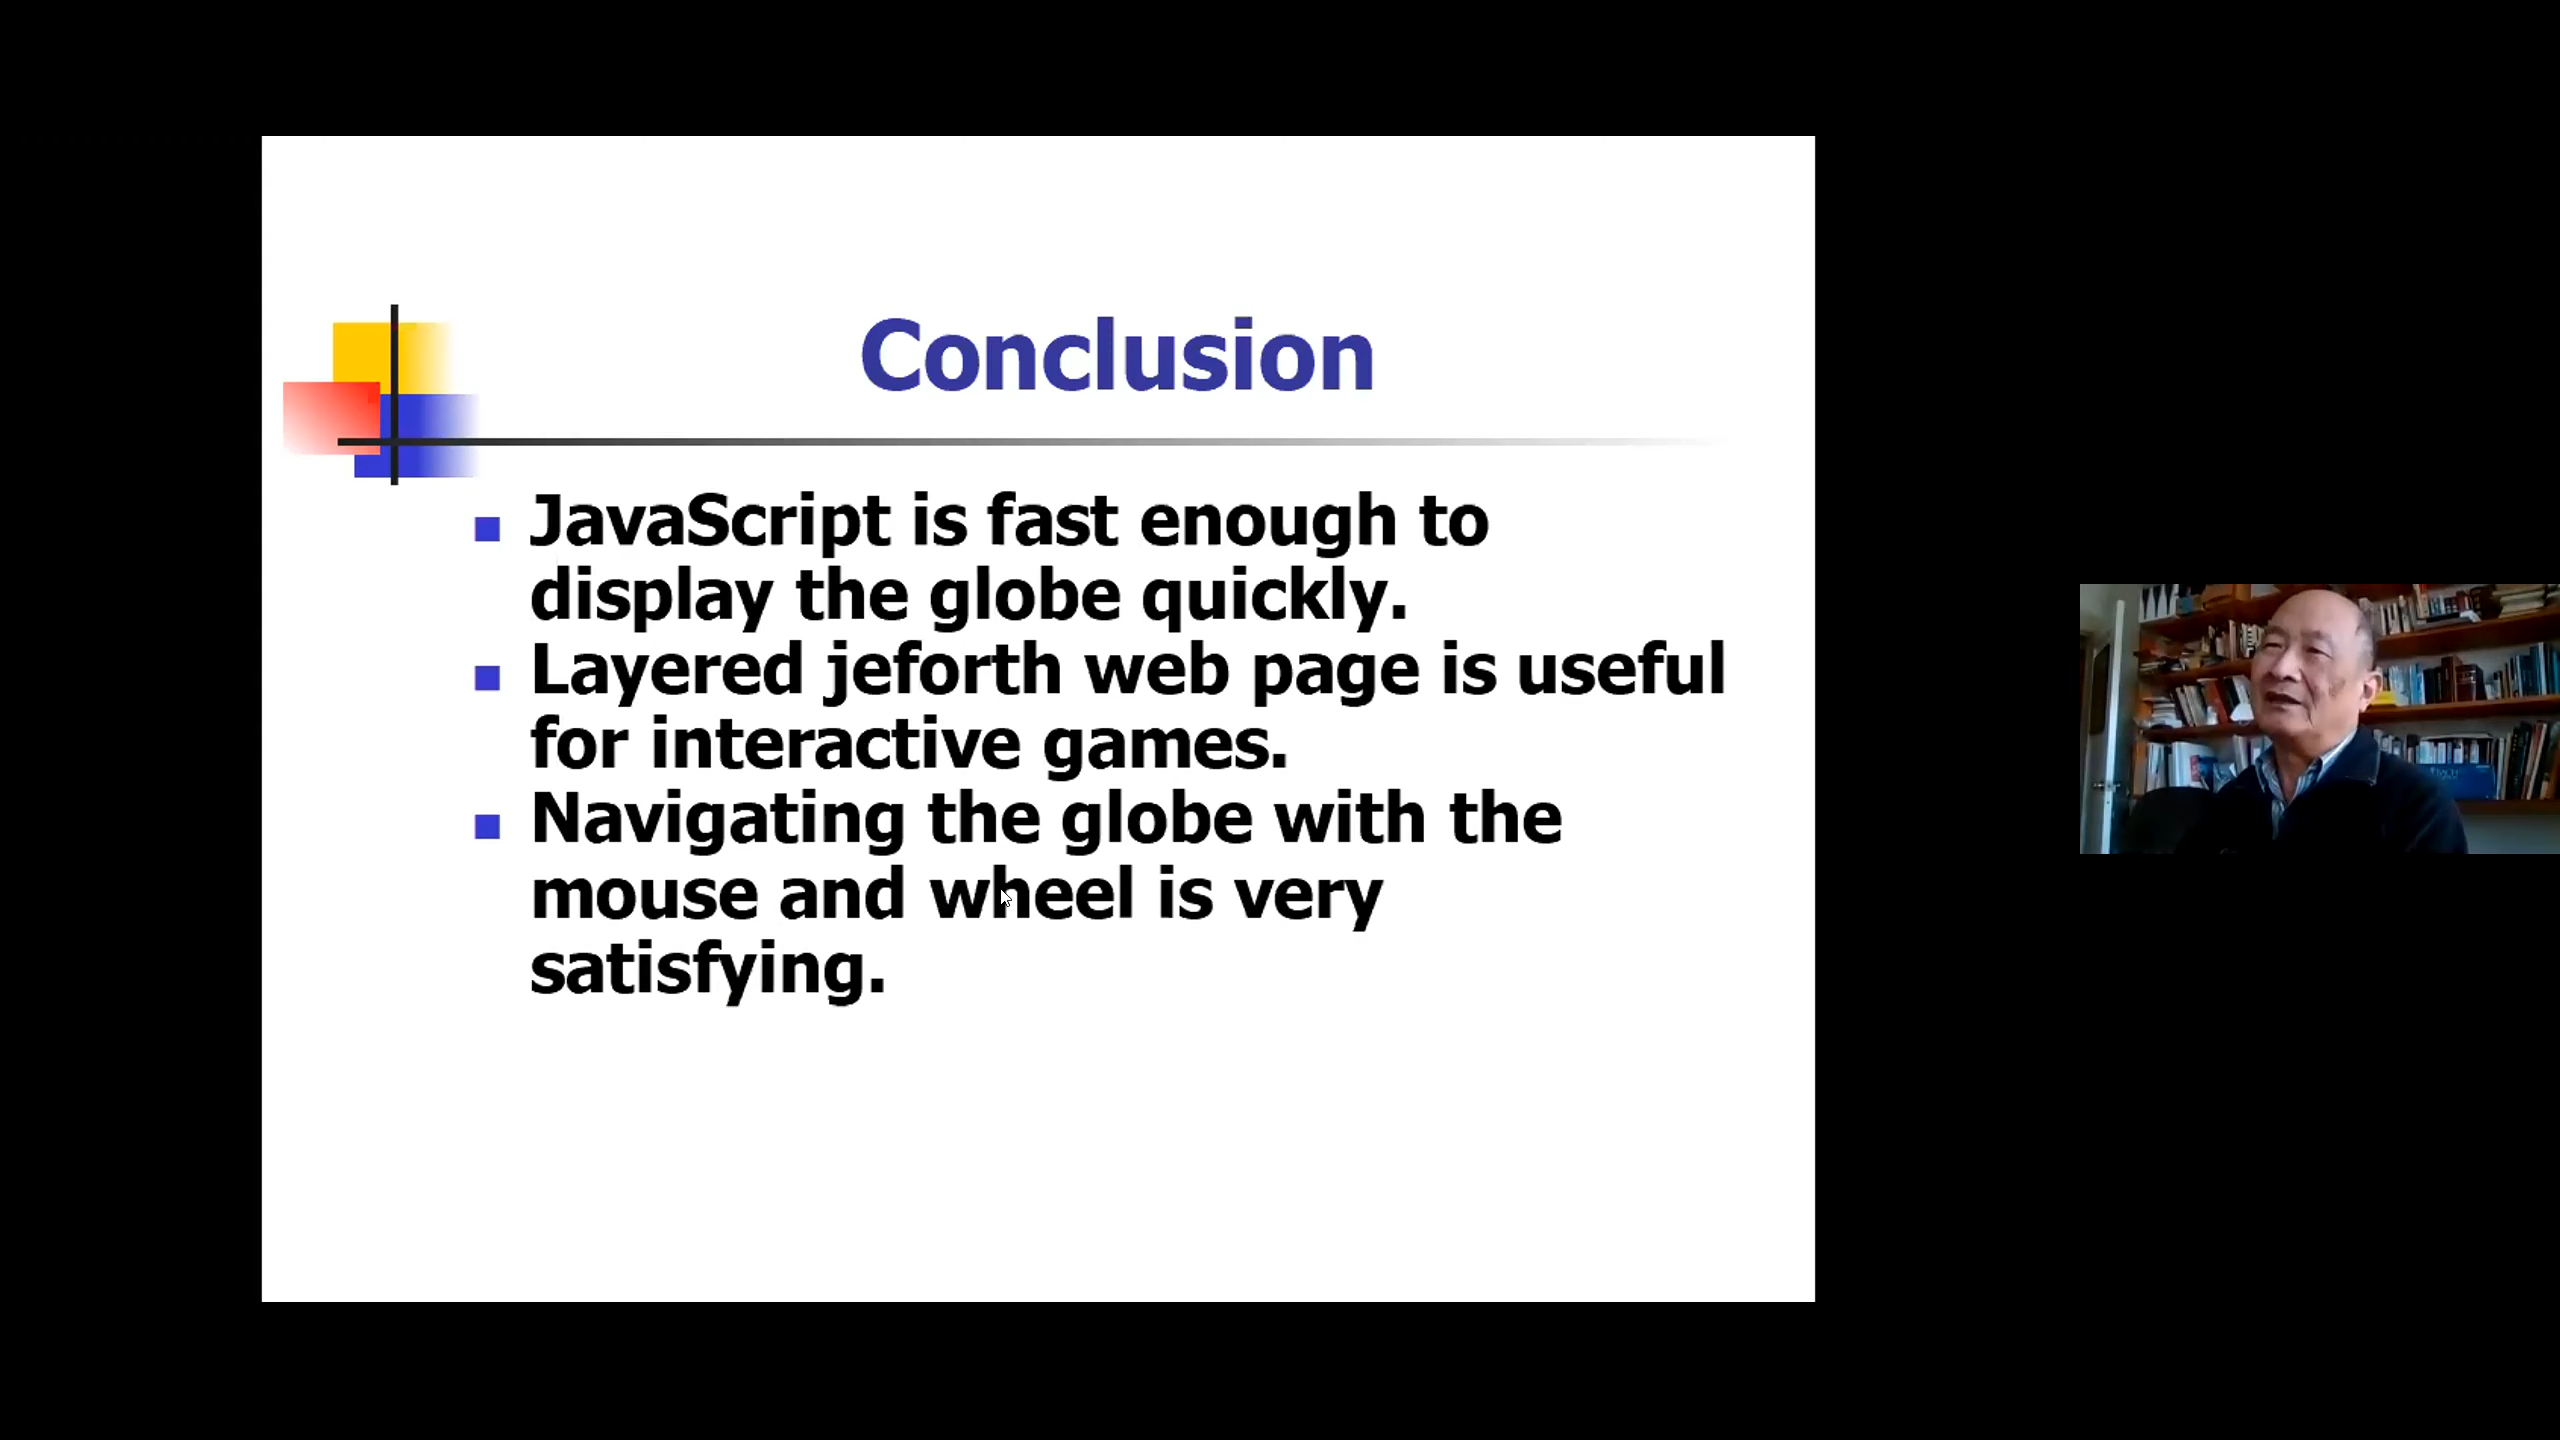 Conclusion
JavaScript is fast enough to
display the globe quickly.
Layered jeforth web page is useful
for interactive games.
Navigating the globe with the
mouse and wheel is very
satisfying.